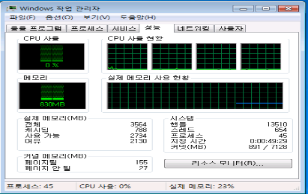 Windows 작업 관리자
파일(F) 옵션(O) 보기(V) 도움말(H)
응용 프로그램 프로세스 서비스 성능 네트워킹 사용자
CPU 사용 CPU 사용 현황
0 %
메모리 실제 메모리 사용 현황
830MB
실제 메모리(MB) 시스템
전체 3564 핸들 13510
캐시됨 788 스레드 654
사용 가능 2734 프로세스 45
여유 2130 작동 시간 0:00:49:29
커밋(MB) 891 / 7128
커널 메모리(MB)
페이징됨 155
페이징 안 됨 27
리소스 모니터(R)...
프로세스: 45 CPU 사용: 0% 실제 메모리: 23%